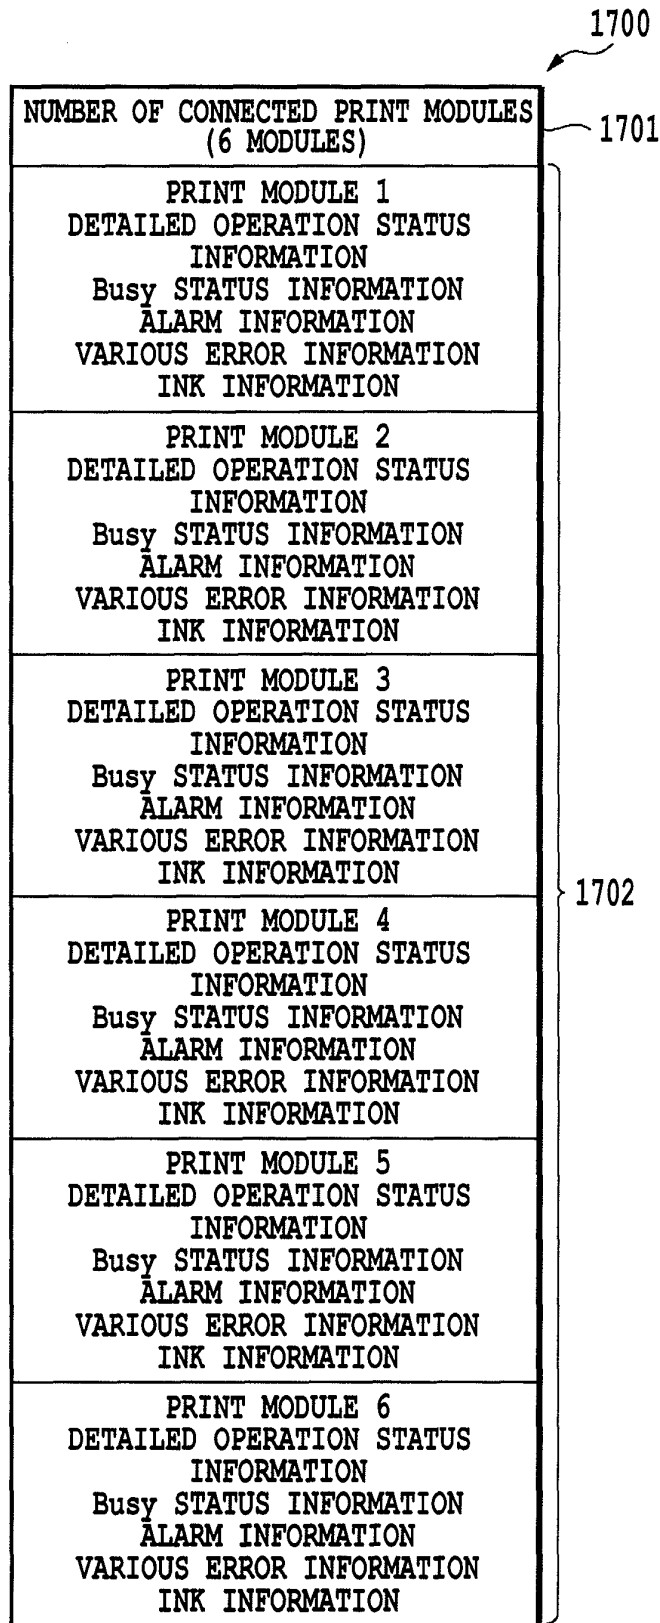 1700
NUMBER OF CONNECTED PRINT MODULES
(6 MODULES)
1701
PRINT MODULE 1
DETAILED OPERATION STATUS
INFORMATION
Busy STATUS INFORMATION
ALARM INFORMATION
VARIOUS ERROR INFORMATION
INK INFORMATION
PRINT MODULE 2
DETAILED OPERATION STATUS
INFORMATION
Busy STATUS INFORMATION
ALARM INFORMATION
VARIOUS ERROR INFORMATION
INK INFORMATION
PRINT MODULE 3
DETAILED OPERATION STATUS
INFORMATION
Busy STATUS INFORMATION
ALARM INFORMATION
VARIOUS ERROR INFORMATION
INK INFORMATION
1702
PRINT MODULE 4
DETAILED OPERATION STATUS
INFORMATION
Busy STATUS INFORMATION
ALARM INFORMATION
VARIOUS ERROR INFORMATION
INK INFORMATION
PRINT MODULE 5
DETAILED OPERATION STATUS
INFORMATION
Busy STATUS INFORMATION
ALARM INFORMATION
VARIOUS ERROR INFORMATION
INK INFORMATION
PRINT MODULE 6
DETAILED OPERATION STATUS
INFORMATION
Busy STATUS INFORMATION
ALARM INFORMATION
VARIOUS ERROR INFORMATION
INK INFORMATION